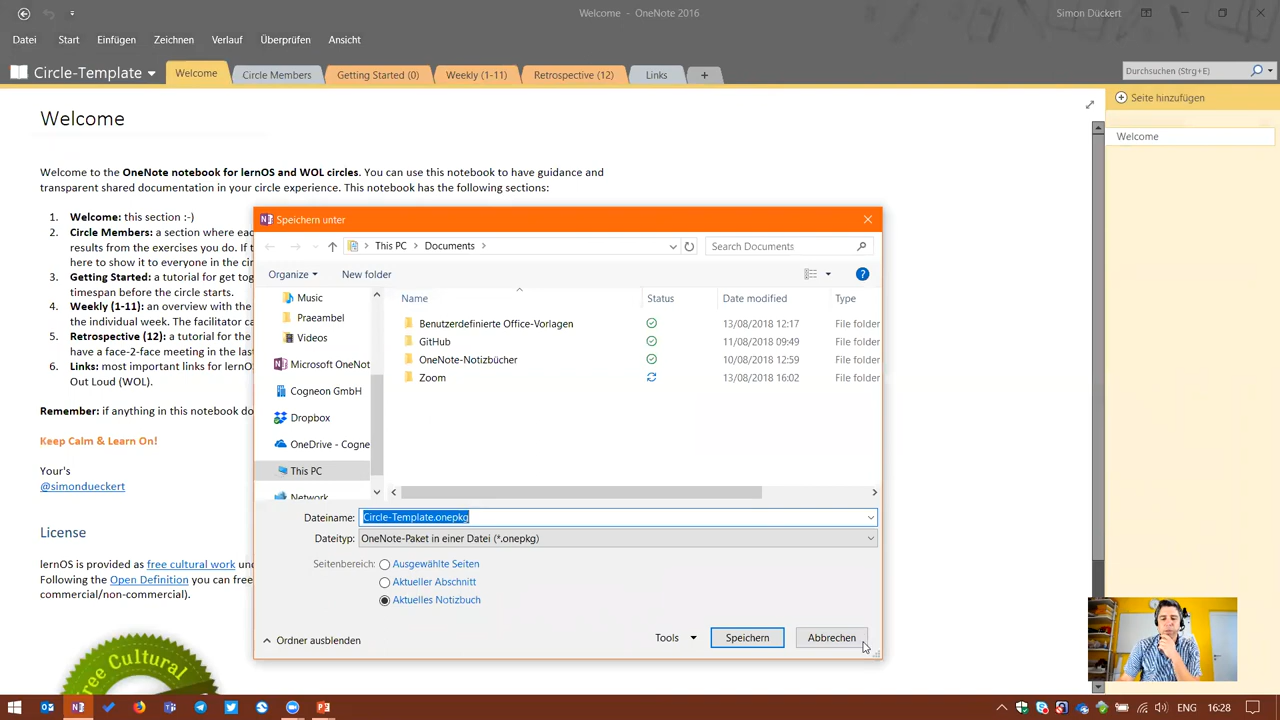 Welcome - OneNote 2016
Simon Dückert
Datei Start Einfügen Zeichnen Verlauf Überprüfen Ansicht
Circle-Template Welcome Circle Members Getting Started (0) Weekly (1-11) Retrospective (12) Links +
Durchsuchen (Strg+E)
Seite hinzufügen
Welcome
Welcome
Welcome to the OneNote notebook for lernOS and WOL circles. You can use this notebook to have guidance and
transparent shared documentation in your circle experience. This notebook has the following sections:
1. Welcome: this section :-)
2. Circle Members: a section where eac
results from the exercises you do. If t
here to show it to everyone in the cir
3. Getting Started: a tutorial for get tog
timespan before the circle starts.
4. Weekly (1-11): an overview with the
the individual week. The facilitator ca
5. Retrospective (12): a tutorial for the
have a face-2-face meeting in the last
6. Links: most important links for lernO
Out Loud (WOL).
Remember: if anything in this notebook do
Keep Calm & Learn On!
Your's
@simondueckert
License
lernOS is provided as free cultural work und
Following the Open Definition you can free
commercial/non-commercial).
Free Cultural
Speichern unter
This PC Documents
Search Documents
Organize New folder
Music
Praeambel
Videos
Microsoft OneNot
Cogneon GmbH
Dropbox
OneDrive - Cogne
This PC
Network
Name Status Date modified Type
Benutzerdefinierte Office-Vorlagen 13/08/2018 12:17 File folder
GitHub 11/08/2018 09:49 File folder
OneNote-Notizbücher 10/08/2018 12:59 File folder
Zoom 13/08/2018 16:02 File folder
Dateiname: Circle-Template.onepkg
Dateityp: OneNote-Paket in einer Datei (*.onepkg)
Seitenbereich: Ausgewählte Seiten
Aktueller Abschnitt
Aktuelles Notizbuch
Ordner ausblenden
Tools Speichern Abbrechen
ENG 16:28